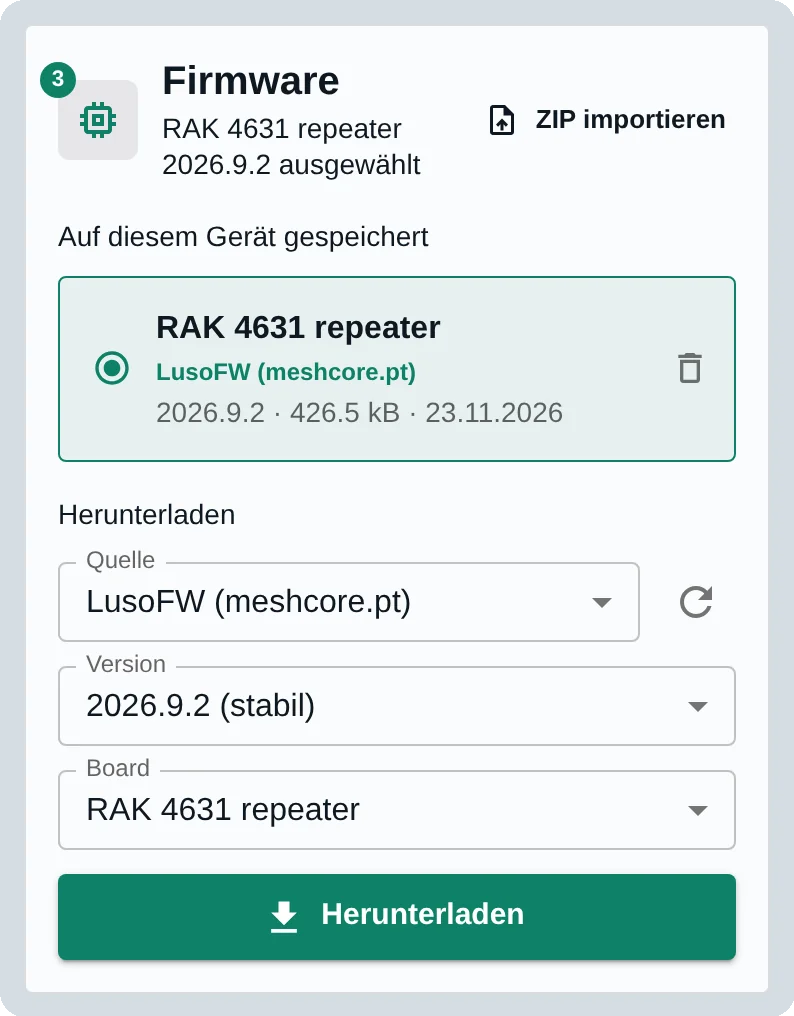 3
Firmware
RAK 4631 repeater
2026.9.2 ausgewählt
ZIP importieren
Auf diesem Gerät gespeichert
RAK 4631 repeater
LusoFW (meshcore.pt)
2026.9.2 · 426.5 kB · 23.11.2026
Herunterladen
Quelle
LusoFW (meshcore.pt)
Version
2026.9.2 (stabil)
Board
RAK 4631 repeater
Herunterladen